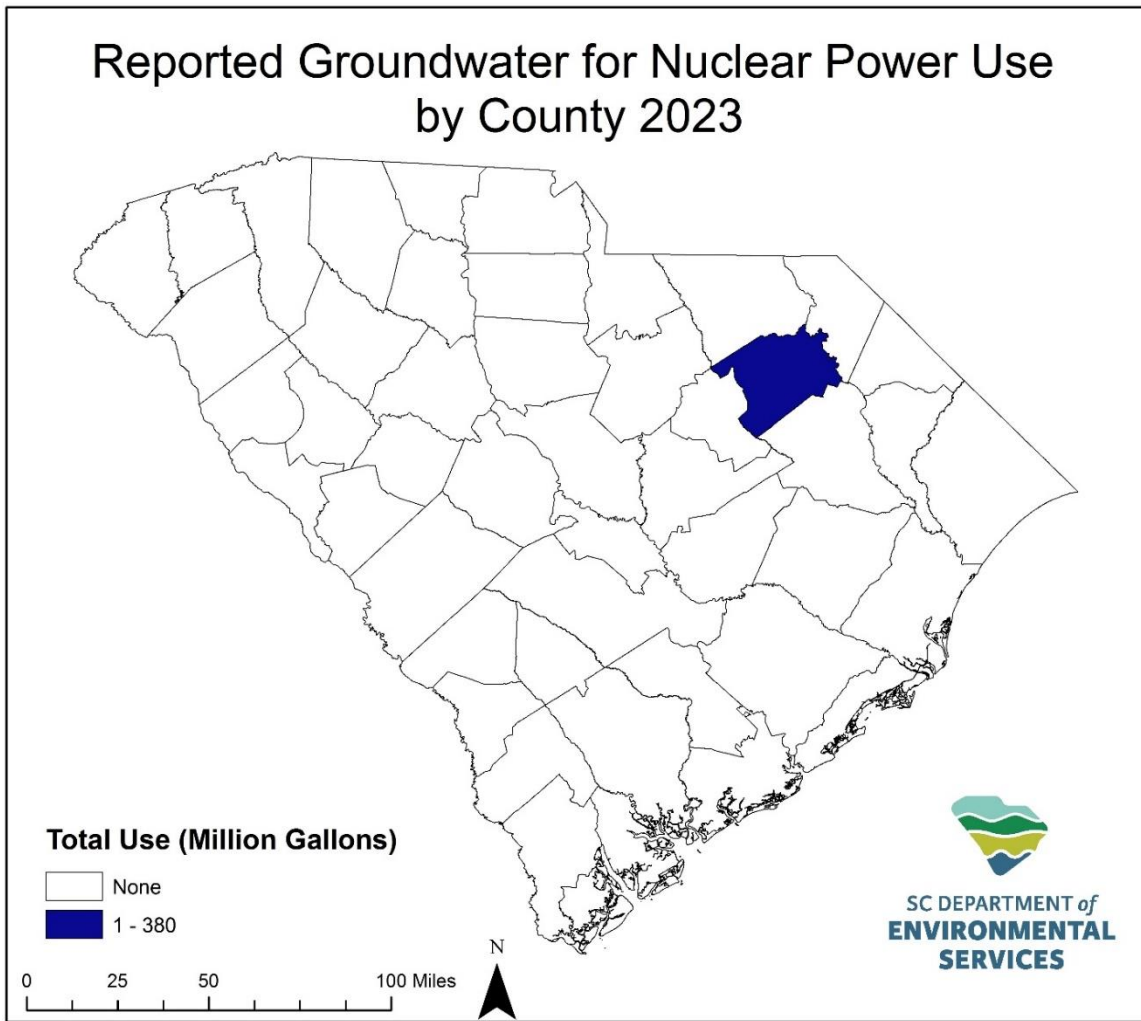 Reported Groundwater for Nuclear Power Use
by County 2023
Total Use (Million Gallons)
None
1 - 380
0 25 50 100 Miles
N
SC DEPARTMENT of
ENVIRONMENTAL
SERVICES